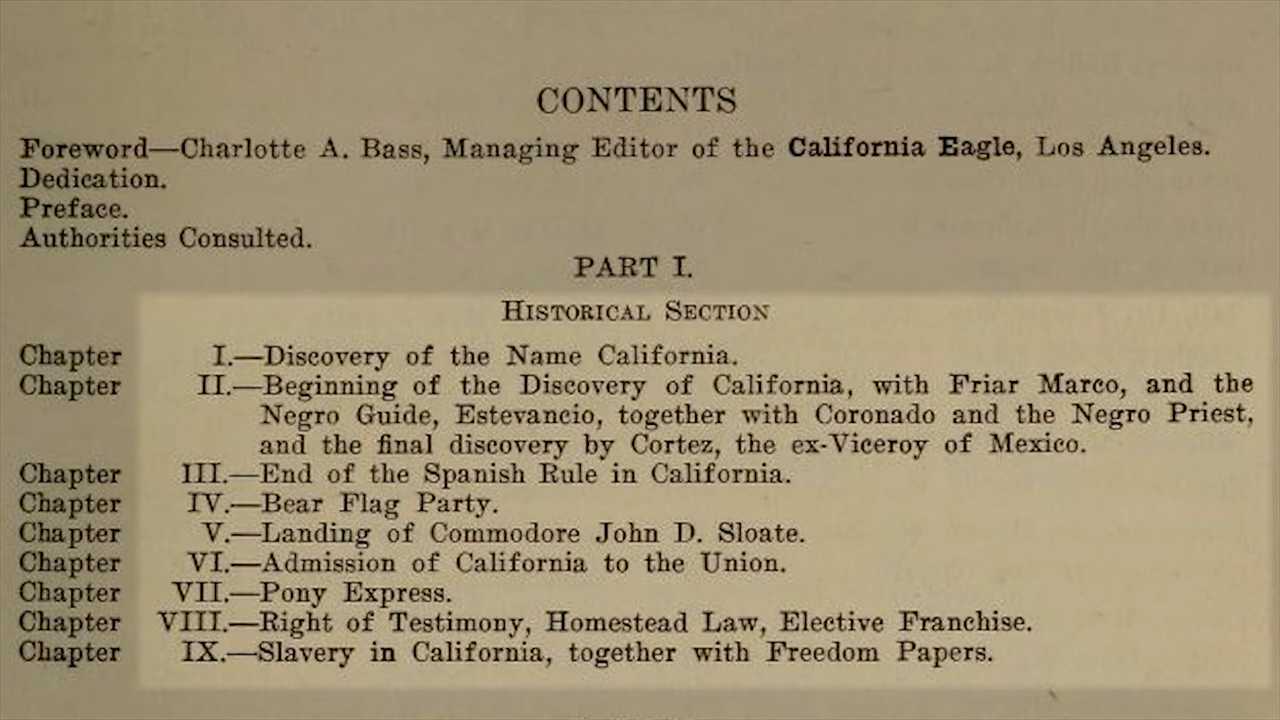 CONTENTS
Foreword—Charlotte A. Bass, Managing Editor of the California Eagle, Los Angeles.
Dedication.
Preface.
Authorities Consulted.
PART I.
HISTORICAL SECTION
Chapter I.—Discovery of the Name California.
Chapter II.—Beginning of the Discovery of California, with Friar Marco, and the
Negro Guide, Estevancio, together with Coronado and the Negro Priest,
and the final discovery by Cortez, the ex-Viceroy of Mexico.
Chapter III.—End of the Spanish Rule in California.
Chapter IV.—Bear Flag Party.
Chapter V.—Landing of Commodore John D. Sloate.
Chapter VI.—Admission of California to the Union.
Chapter VII.—Pony Express.
Chapter VIII.—Right of Testimony, Homestead Law, Elective Franchise.
Chapter IX.—Slavery in California, together with Freedom Papers.